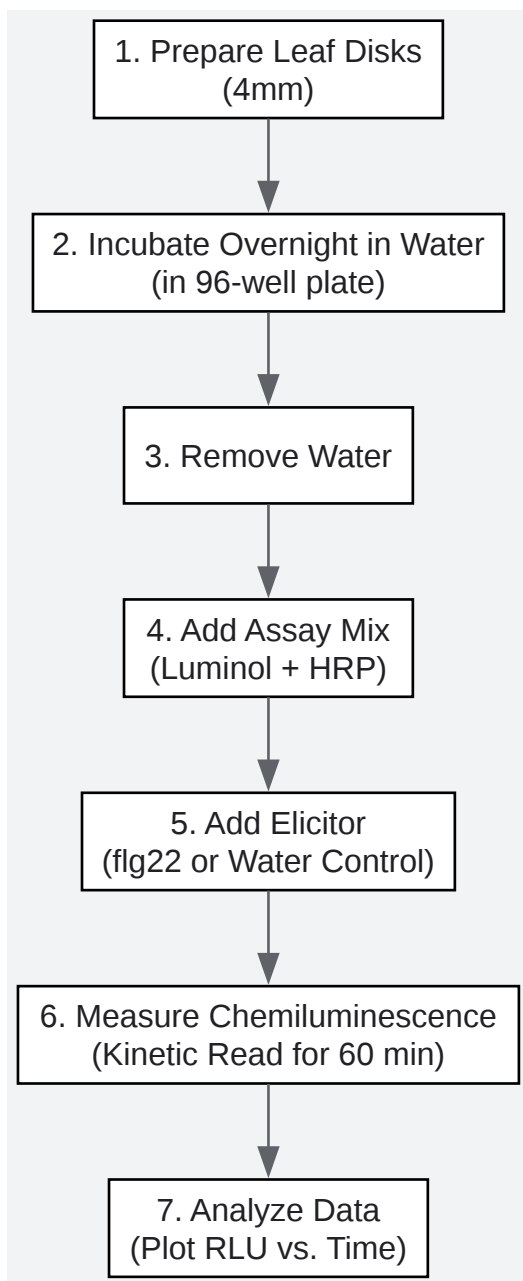 1. Prepare Leaf Disks
(4mm)
2. Incubate Overnight in Water
(in 96-well plate)
3. Remove Water
4. Add Assay Mix
(Luminol + HRP)
5. Add Elicitor
(flg22 or Water Control)
6. Measure Chemiluminescence
(Kinetic Read for 60 min)
7. Analyze Data
(Plot RLU vs. Time)